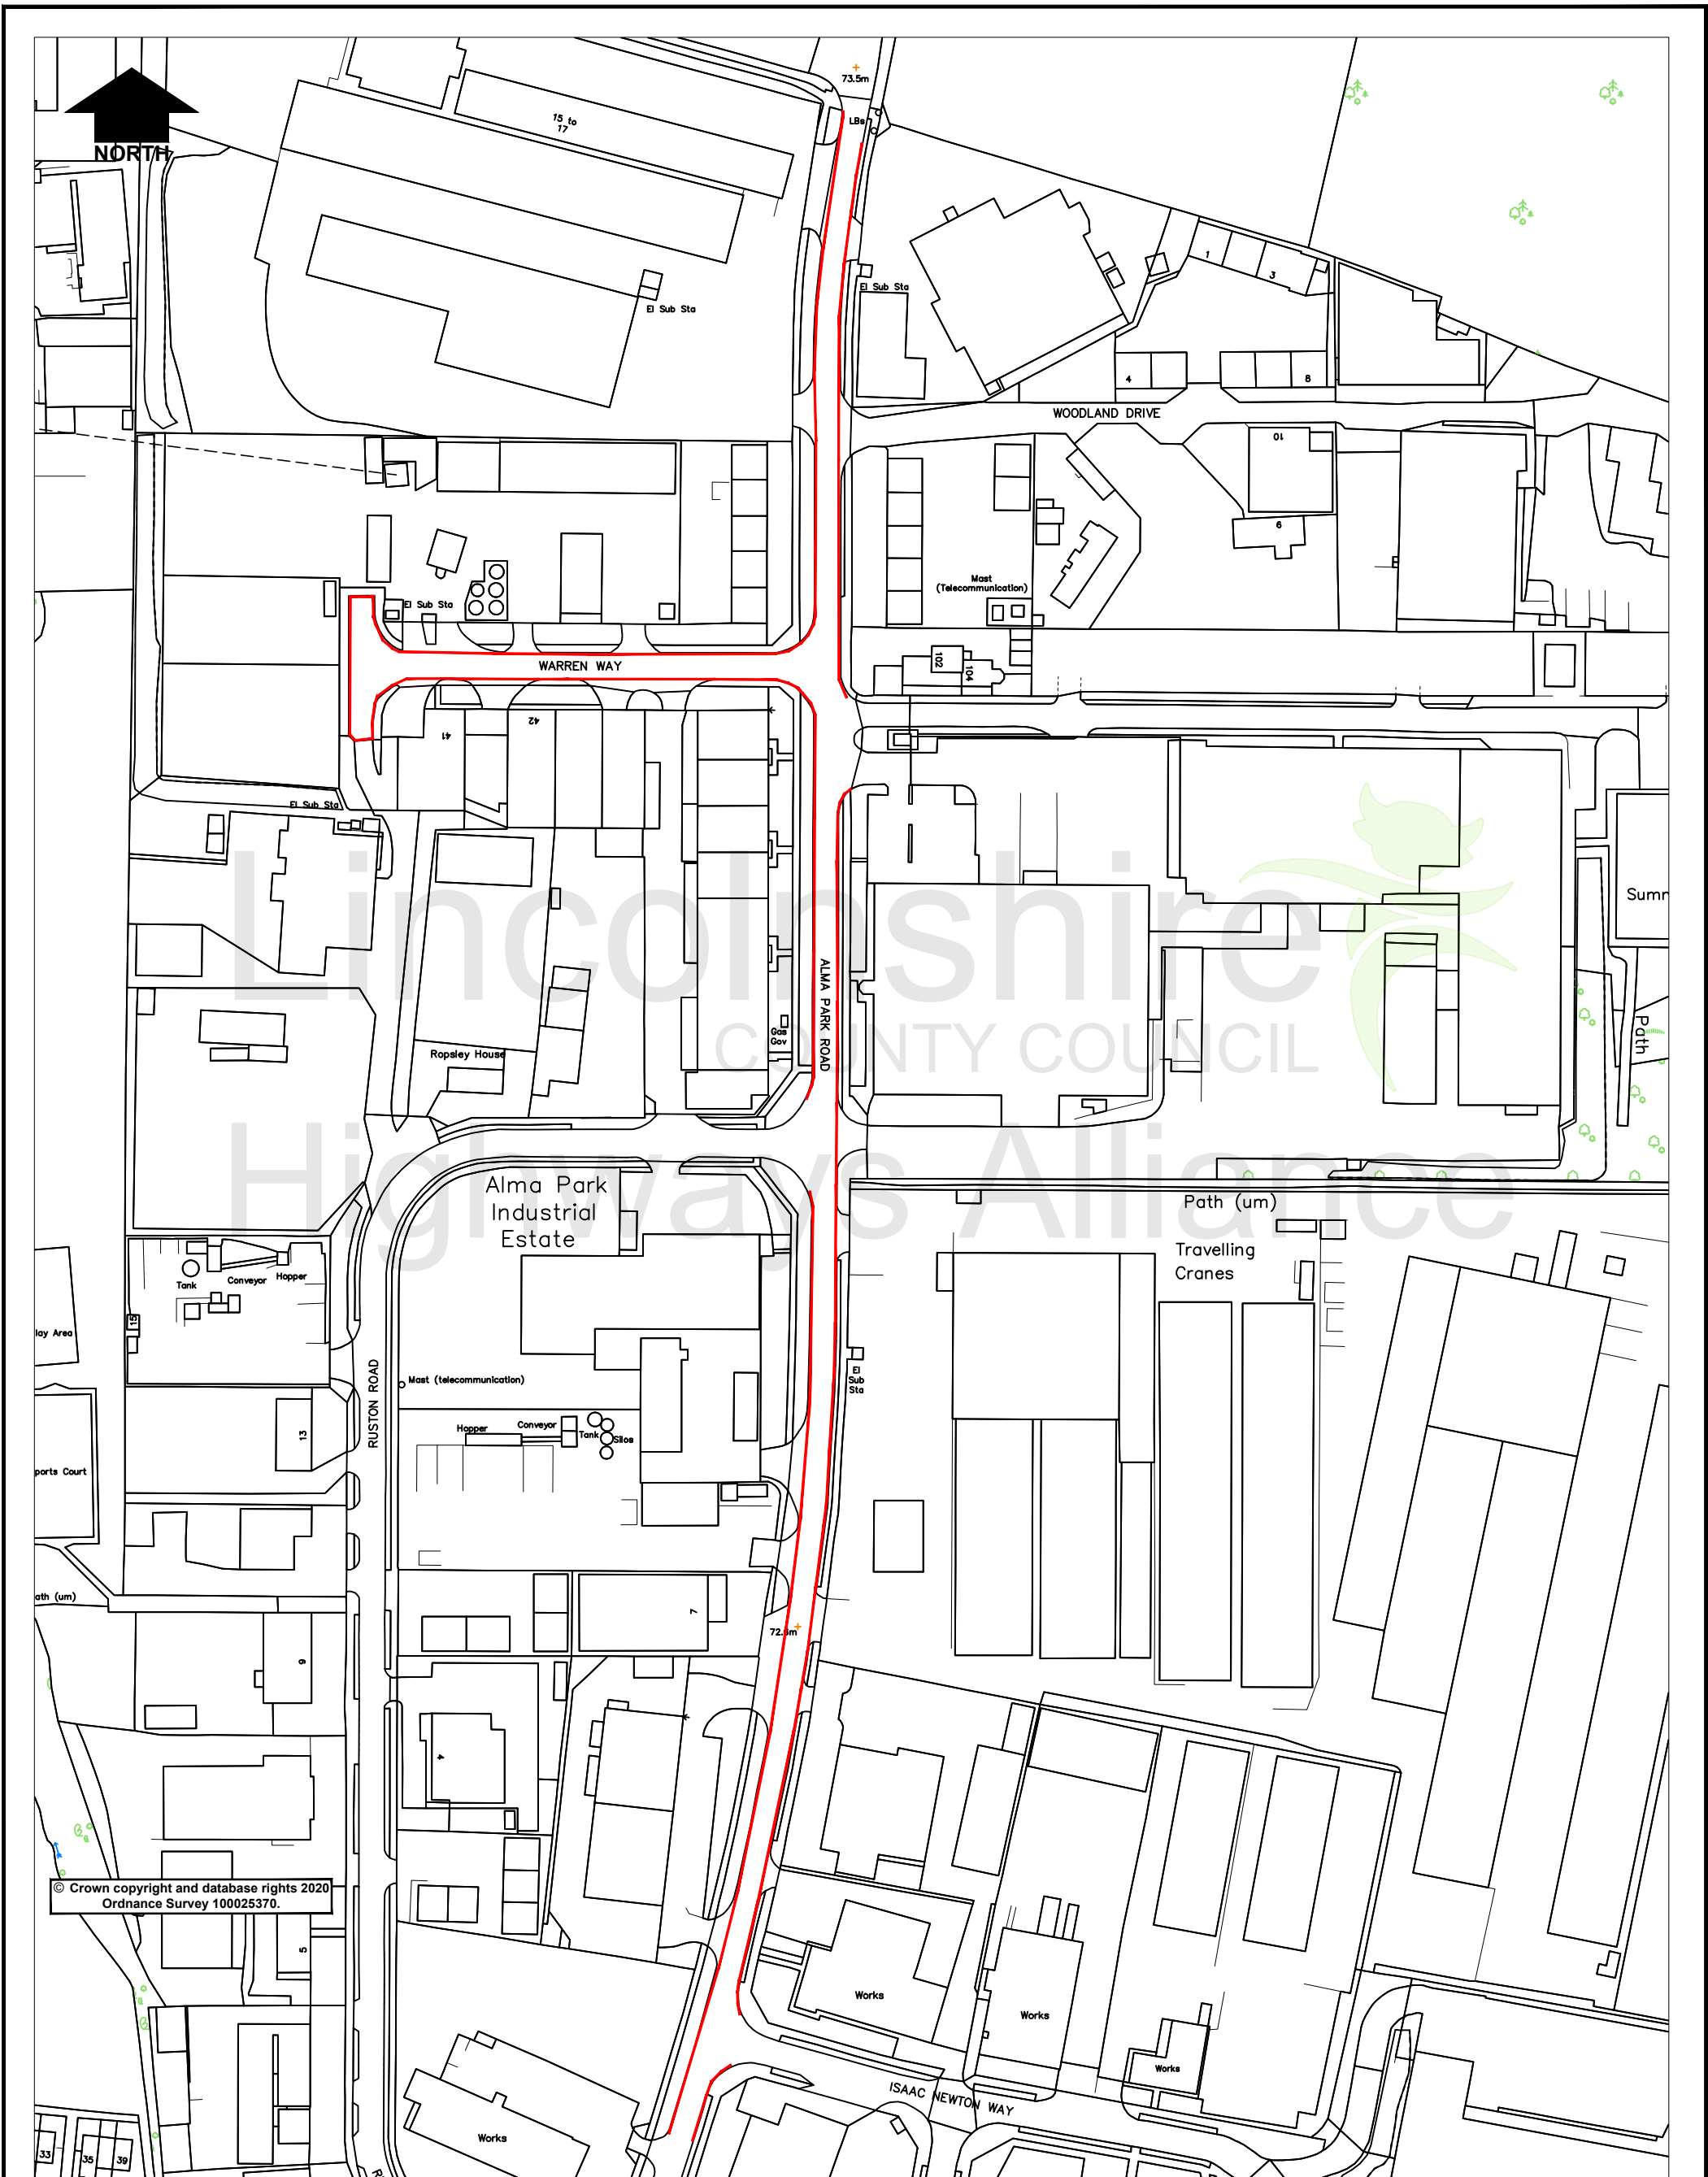 73.5m
NORTH
LBs
15 to
17
1
3
El Sub Sta
El Sub Sta
4
8
WOODLAND DRIVE
10
6
Mast
(Telecommunication)
El Sub Sta
WARREN WAY
102
104
42
41
El Sub Sta
Lincolnshire
COUNTY COUNCIL
Highways Alliance
Summ
ALMA PARK ROAD
Gas
Gov
Path
Ropsley House
Alma Park
Industrial
Estate
Path (um)
Travelling
Cranes
Tank
Conveyor
Hopper
15
lay Area
RUSTON ROAD
El
Sub
Sta
Mast (telecommunication)
13
Hopper
Conveyor
Tank
Silos
ports Court
ath (um)
7
72.5m
9
4
© Crown copyright and database rights 2020
Ordnance Survey 100025370.
5
Works
Works
Works
ISAAC NEWTON WAY
Works
33
35
39
R